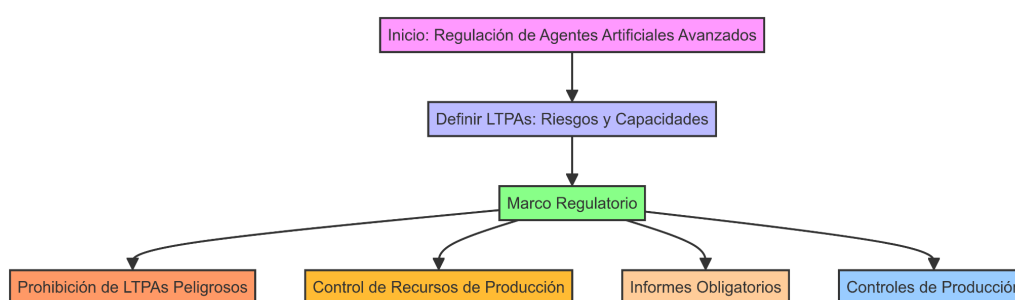 Inicio: Regulación de Agentes Artificiales Avanzados
Definir LTPAs: Riesgos y Capacidades
Marco Regulatorio
Prohibición de LTPAs Peligrosos
Control de Recursos de Producción
Informes Obligatorios
Controles de Producción